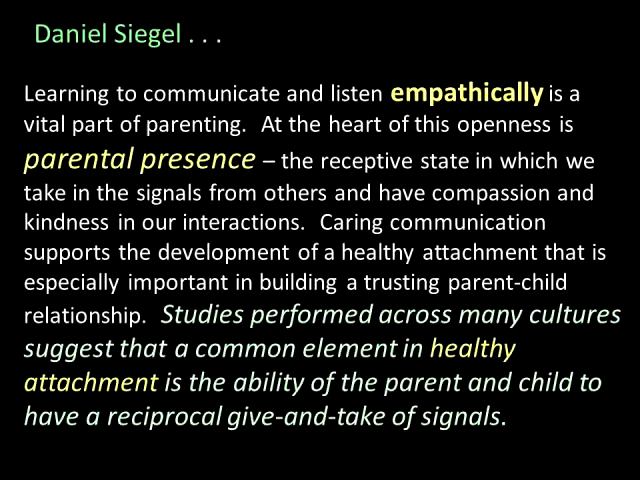 Daniel Siegel . . .
Learning to communicate and listen empathically is a
vital part of parenting. At the heart of this openness is
parental presence – the receptive state in which we
take in the signals from others and have compassion and
kindness in our interactions. Caring communication
supports the development of a healthy attachment that is
especially important in building a trusting parent-child
relationship. Studies performed across many cultures
suggest that a common element in healthy
attachment is the ability of the parent and child to
have a reciprocal give-and-take of signals.